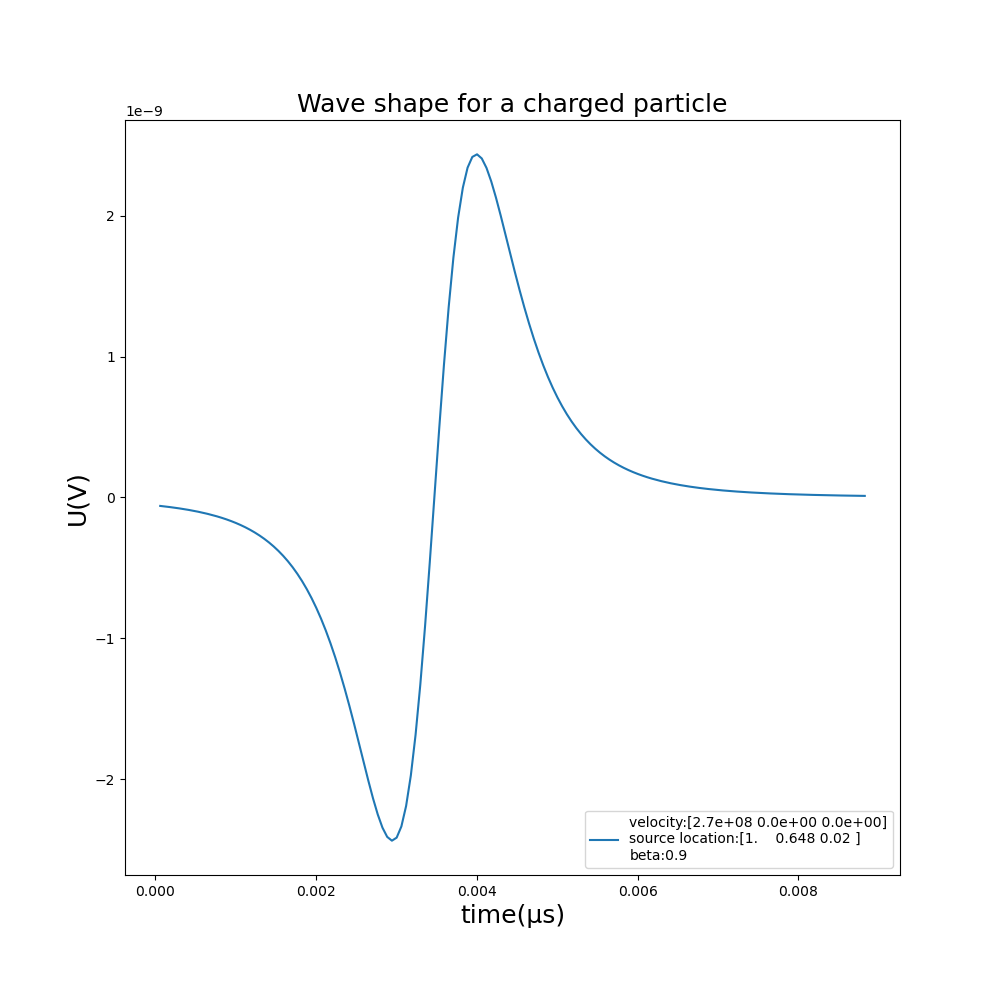 Wave shape for a charged particle
1e−9
2
1
0
−1
−2
U(V)
0.000 0.002 0.004 0.006 0.008
time(μs)
velocity:[2.7e+08 0.0e+00 0.0e+00]
source location:[1. 0.648 0.02 ]
beta:0.9